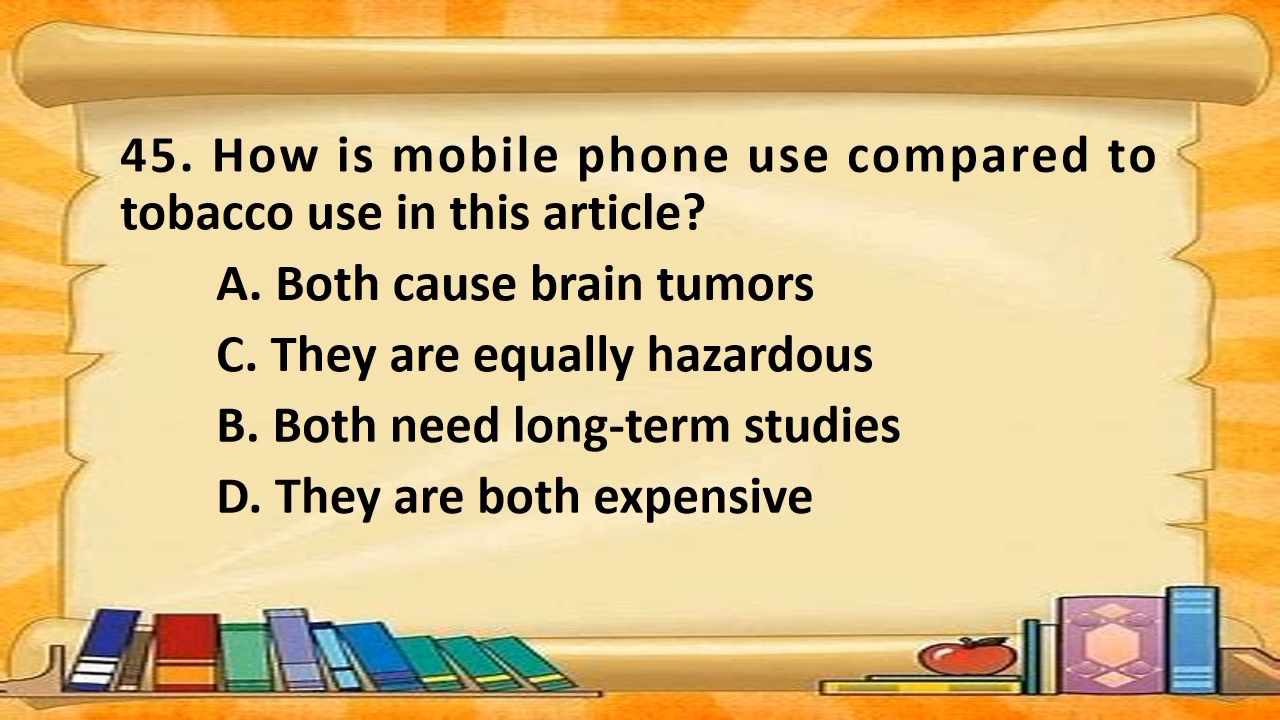 45. How is mobile phone use compared to
tobacco use in this article?
A. Both cause brain tumors
C. They are equally hazardous
B. Both need long-term studies
D. They are both expensive